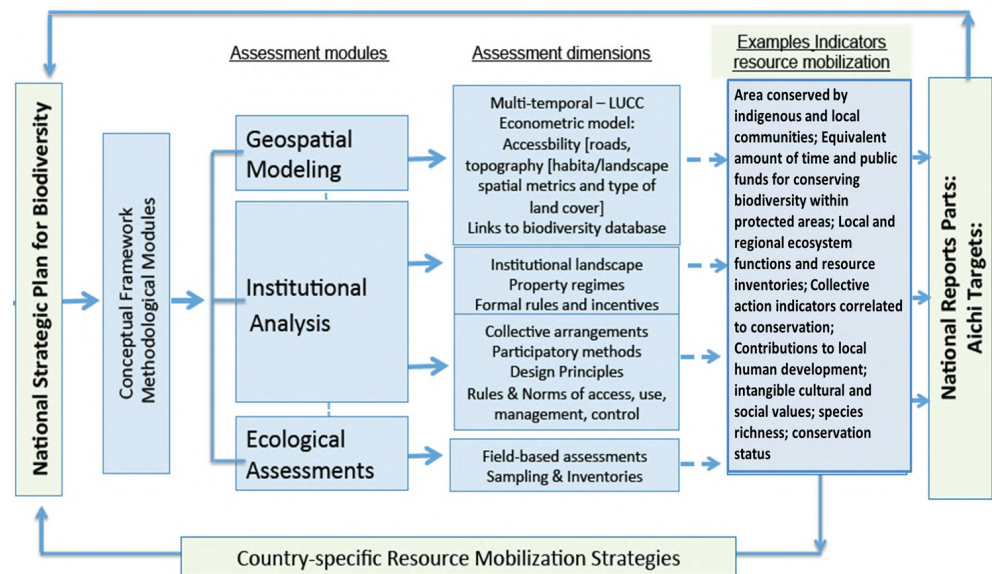 Assessment modules
Assessment dimensions
Examples Indicators
resource mobilization
National Strategic Plan for Biodiversity
Conceptual Framework
Methodological Modules
Geospatial
Modeling
Institutional
Analysis
Ecological
Assessments
Multi-temporal – LUCC
Econometric model:
Accessbility [roads,
topography [habita/landscape
spatial metrics and type of
land cover]
Links to biodiversity database
Institutional landscape
Property regimes
Formal rules and incentives
Collective arrangements
Participatory methods
Design Principles
Rules & Norms of access, use,
management, control
Field-based assessments
Sampling & Inventories
Area conserved by
indigenous and local
communities; Equivalent
amount of time and public
funds for conserving
biodiversity within
protected areas; Local and
regional ecosystem
functions and resource
inventories; Collective
action indicators correlated
to conservation;
Contributions to local
human development;
intangible cultural and
social values; species
richness; conservation
status
National Reports Parts:
Aichi Targets:
Country-specific Resource Mobilization Strategies